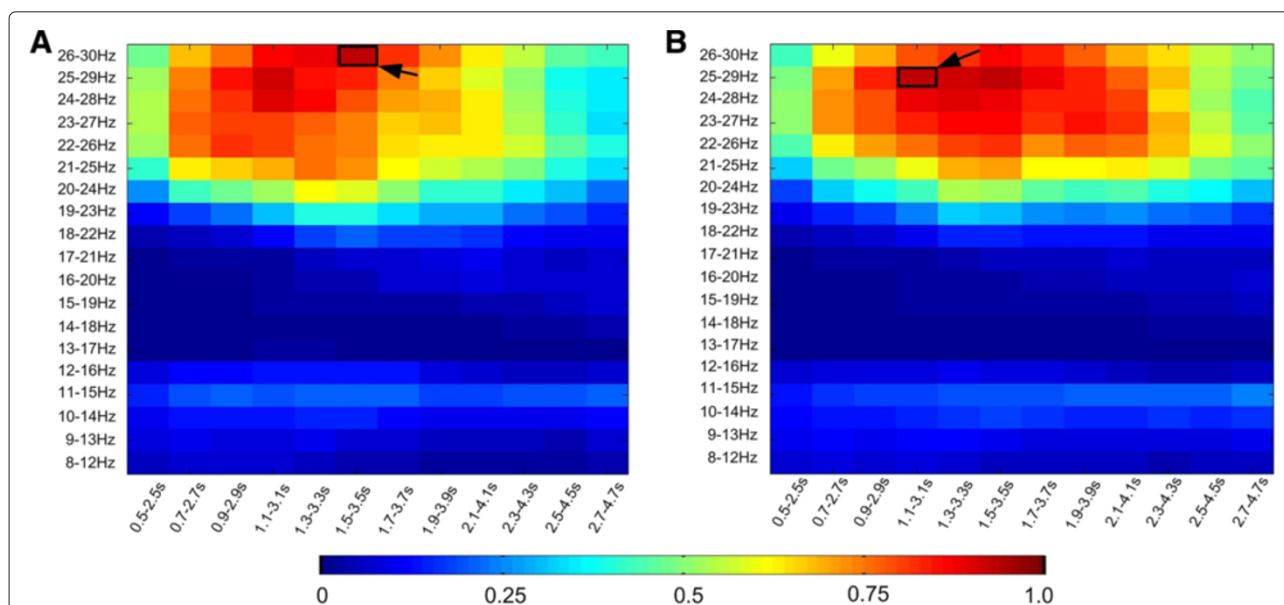 A
26-30Hz
25-29Hz
24-28Hz
23-27Hz
22-26Hz
21-25Hz
20-24Hz
19-23Hz
18-22Hz
17-21Hz
16-20Hz
15-19Hz
14-18Hz
13-17Hz
12-16Hz
11-15Hz
10-14Hz
9-13Hz
8-12Hz
0.5-2.5s
0.7-2.7s
0.9-2.9s
1.1-3.1s
1.3-3.3s
1.5-3.5s
1.7-3.7s
1.9-3.9s
2.1-4.1s
2.3-4.3s
2.5-4.5s
2.7-4.7s
B
26-30Hz
25-29Hz
24-28Hz
23-27Hz
22-26Hz
21-25Hz
20-24Hz
19-23Hz
18-22Hz
17-21Hz
16-20Hz
15-19Hz
14-18Hz
13-17Hz
12-16Hz
11-15Hz
10-14Hz
9-13Hz
8-12Hz
0.5-2.5s
0.7-2.7s
0.9-2.9s
1.1-3.1s
1.3-3.3s
1.5-3.5s
1.7-3.7s
1.9-3.9s
2.1-4.1s
2.3-4.3s
2.5-4.5s
2.7-4.7s
0 0.25 0.5 0.75 1.0